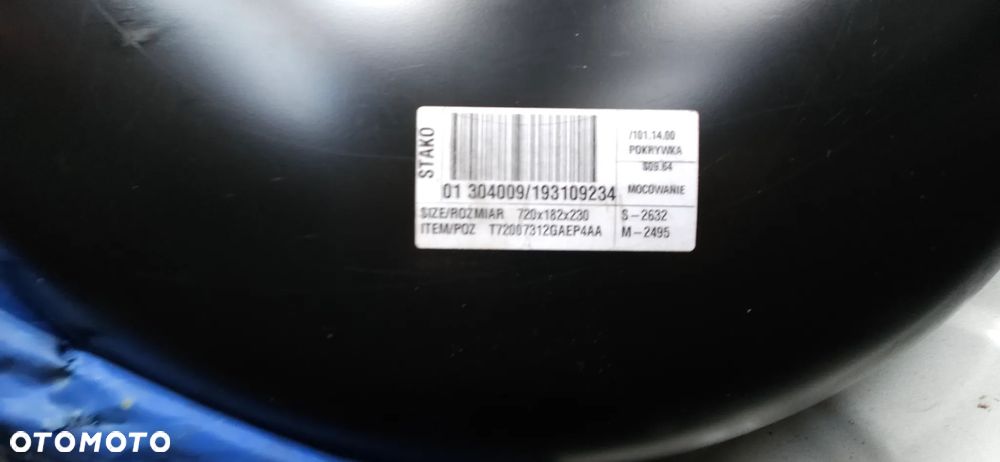 STAKO
01 304009/193109234
SIZE/ROZMIAR 720x182x230
ITEM/POZ T72007312GAEP4AA
/101.14.00
POKRYWKA
S09.64
MOCOWANIE
S-2632
M-2495
OTOMOTO